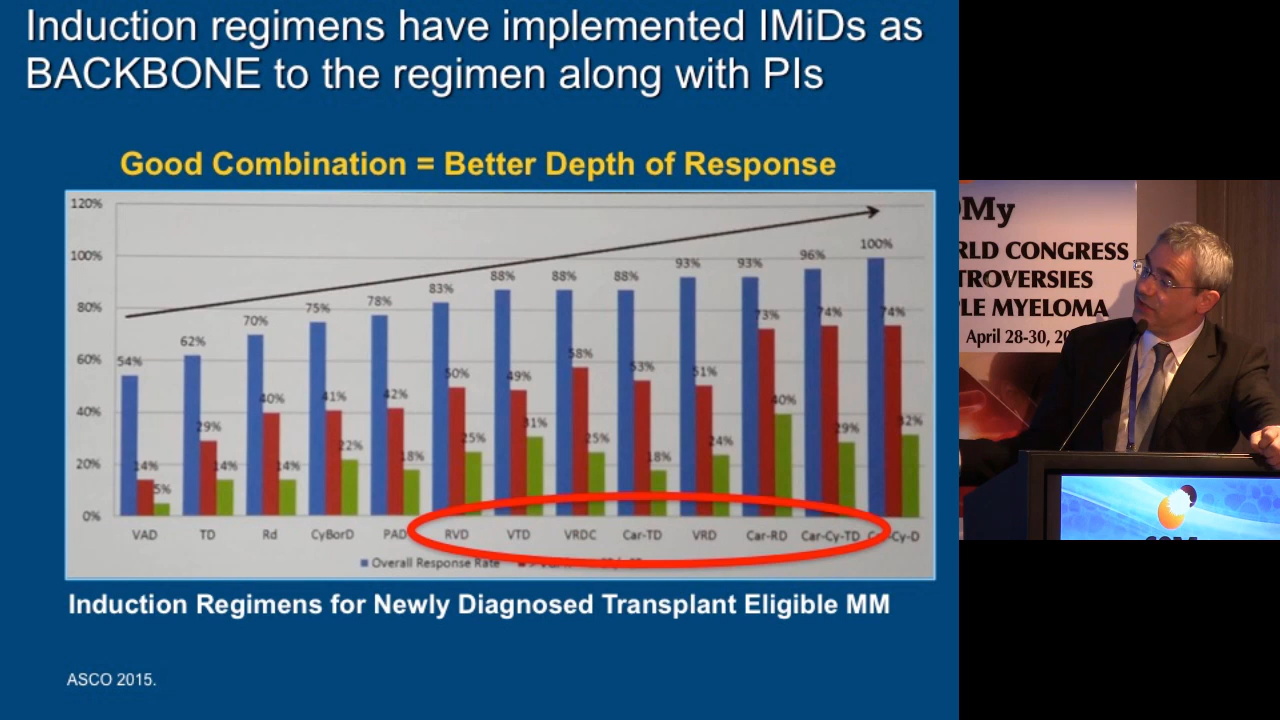 Induction regimens have implemented IMiDs as
BACKBONE to the regimen along with PIs
Good Combination = Better Depth of Response
120%
100%
80%
60%
40%
20%
0%
54% 14% 5%
62% 29% 14%
70% 40% 14%
75% 41% 22%
78% 42% 18%
83% 50% 25%
88% 49% 31%
88% 58% 25%
88% 53% 18%
93% 51% 24%
93% 73% 40%
96% 74% 29%
100% 74% 32%
VAD TD Rd CyBorD PAD RVD VTD VRDC Car-TD VRD Car-RD Car-Cy-TD Cy-D
Overall Response Rate
Induction Regimens for Newly Diagnosed Transplant Eligible MM
ASCO 2015.
OMy
RLD CONGRESS
TROVERSIES
PLE MYELOMA
April 28-30, 20